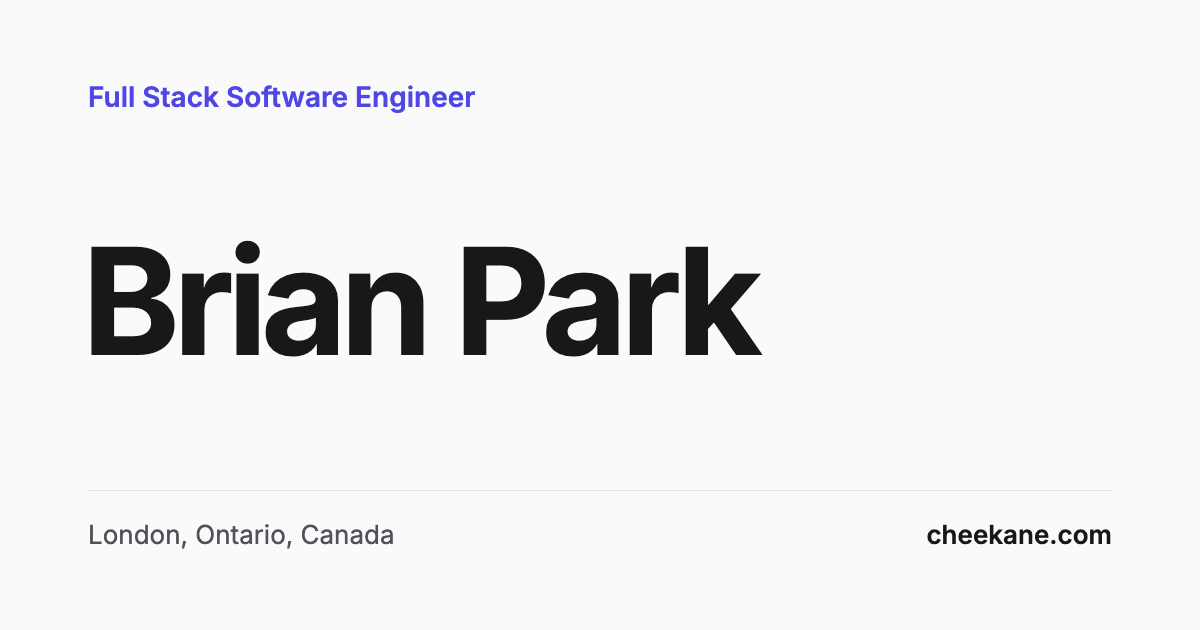 Full Stack Software Engineer
Brian Park
London, Ontario, Canada
cheekane.com